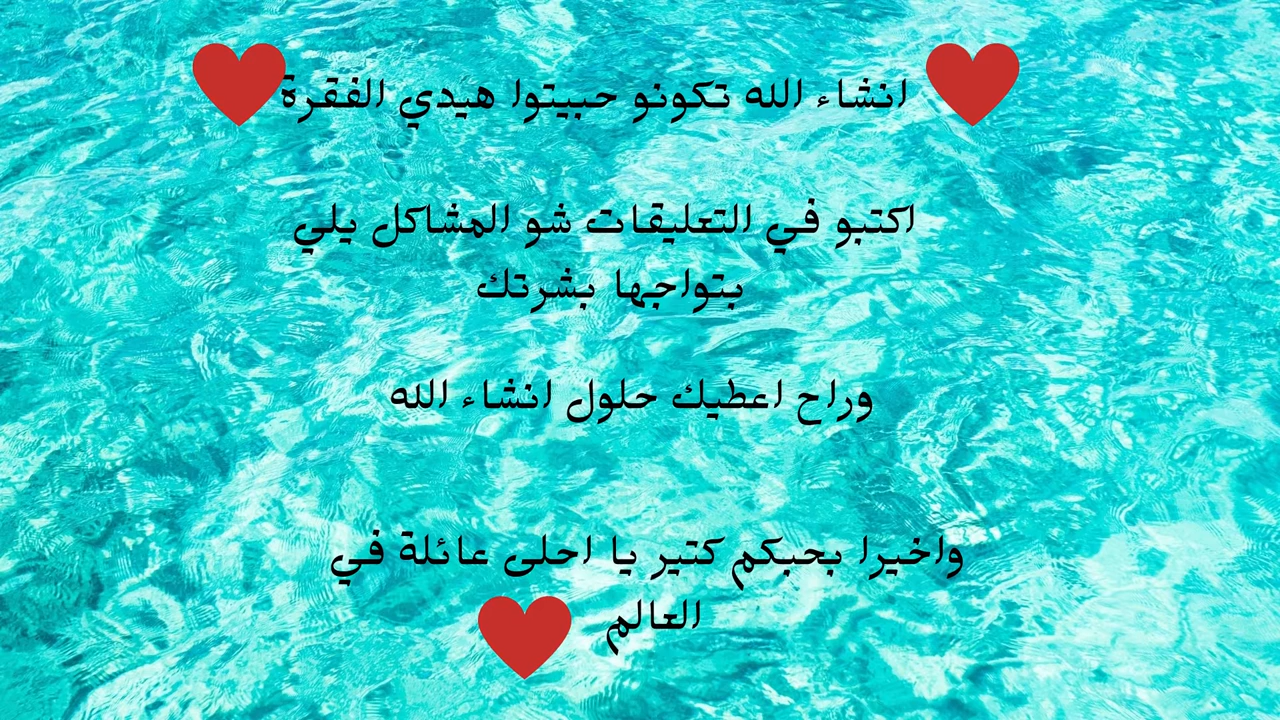 انشاء الله تكونو حبيتوا هيدي الفقرة
اكتبو في التعليقات شو المشاكل يلي
بتواجهها بشرتك
وراح اعطيك حلول انشاء الله
واخيرا بحبكم كتير يا احلى عائلة في
العالم